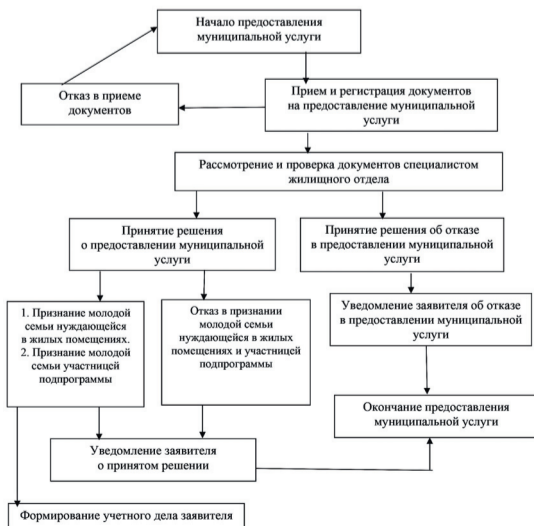 Начало предоставления
муниципальной услуги
Отказ в приеме
документов
Прием и регистрация документов
на предоставление муниципальной
услуги
Рассмотрение и проверка документов специалистом
жилищного отдела
Принятие решения
о предоставлении муниципальной
услуги
Принятие решения об отказе
в предоставлении муниципальной
услуги
1. Признание молодой
семьи нуждающейся
в жилых помещениях.
2. Признание молодой
семьи участницей
подпрограммы
Отказ в признании
молодой семьи
нуждающейся в жилых
помещениях и участницей
подпрограммы
Уведомление заявителя об отказе
в предоставлении муниципальной
услуги
Окончание предоставления
муниципальной услуги
Уведомление заявителя
о принятом решении
Формирование учетного дела заявителя